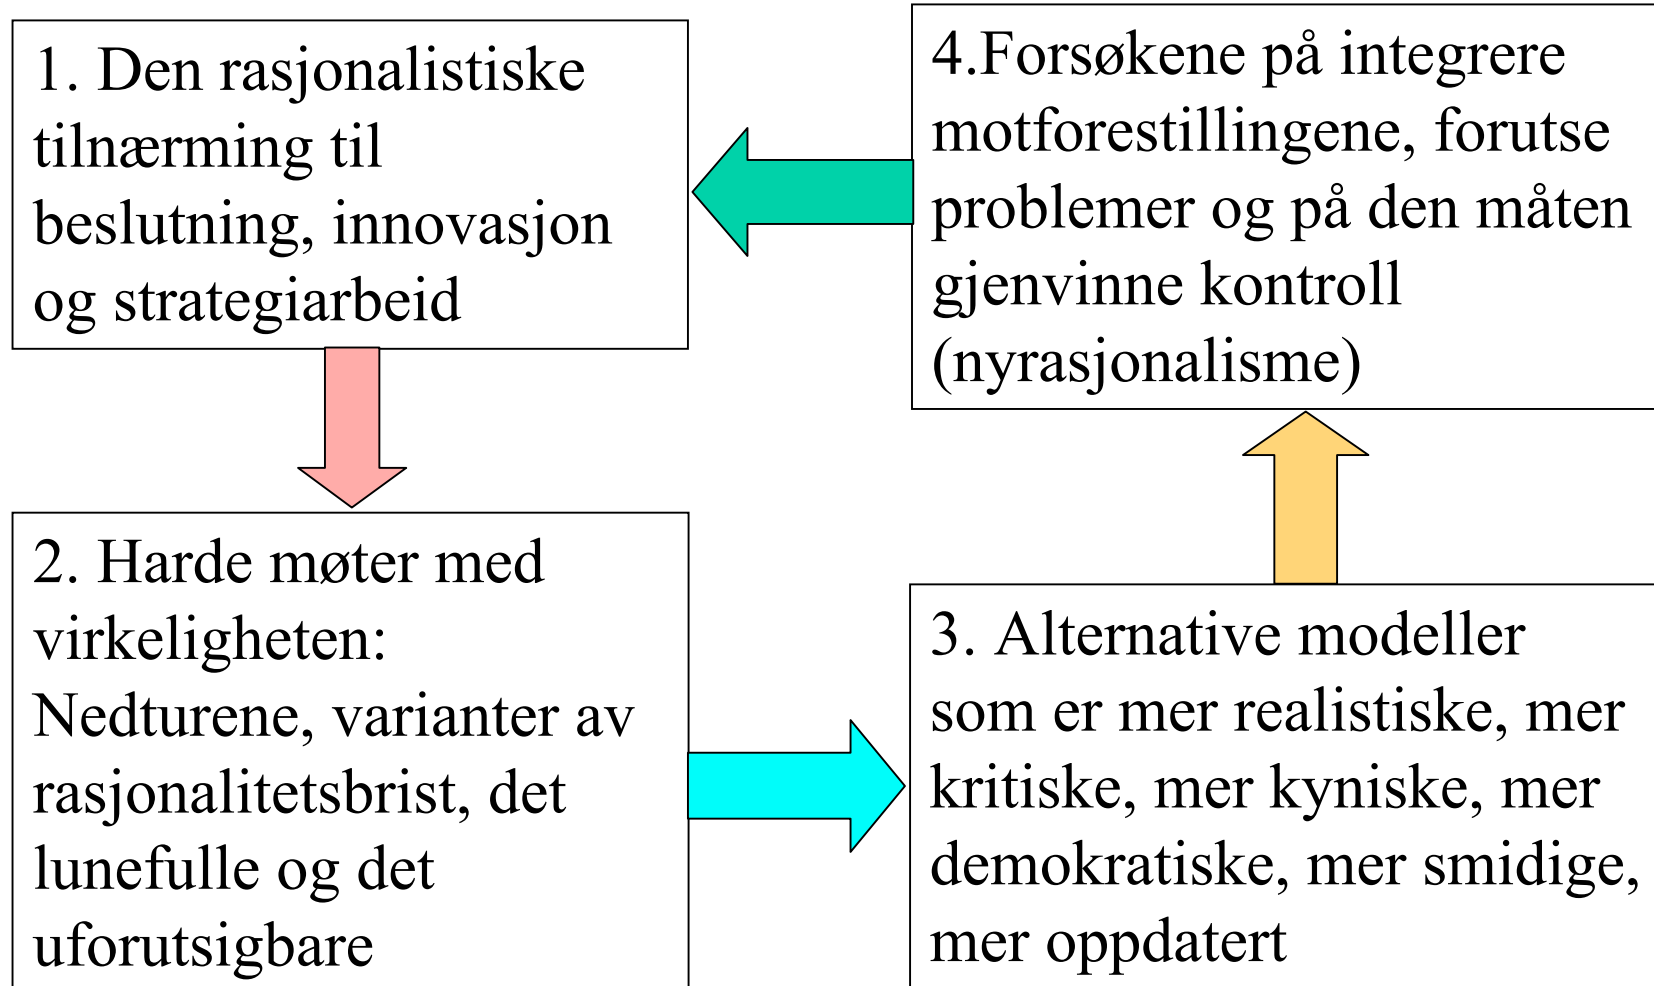 1. Den rasjonalistiske
tilnærming til
beslutning, innovasjon
og strategiarbeid
2. Harde møter med
virkeligheten:
Nedturene, varianter av
rasjonalitetsbrist, det
lunefulle og det
uforutsigbare
3. Alternative modeller
som er mer realistiske, mer
kritiske, mer kyniske, mer
demokratiske, mer smidige,
mer oppdatert
4.Forsøkene på integrere
motforestillingene, forutse
problemer og på den måten
gjenvinne kontroll
(nyrasjonalisme)